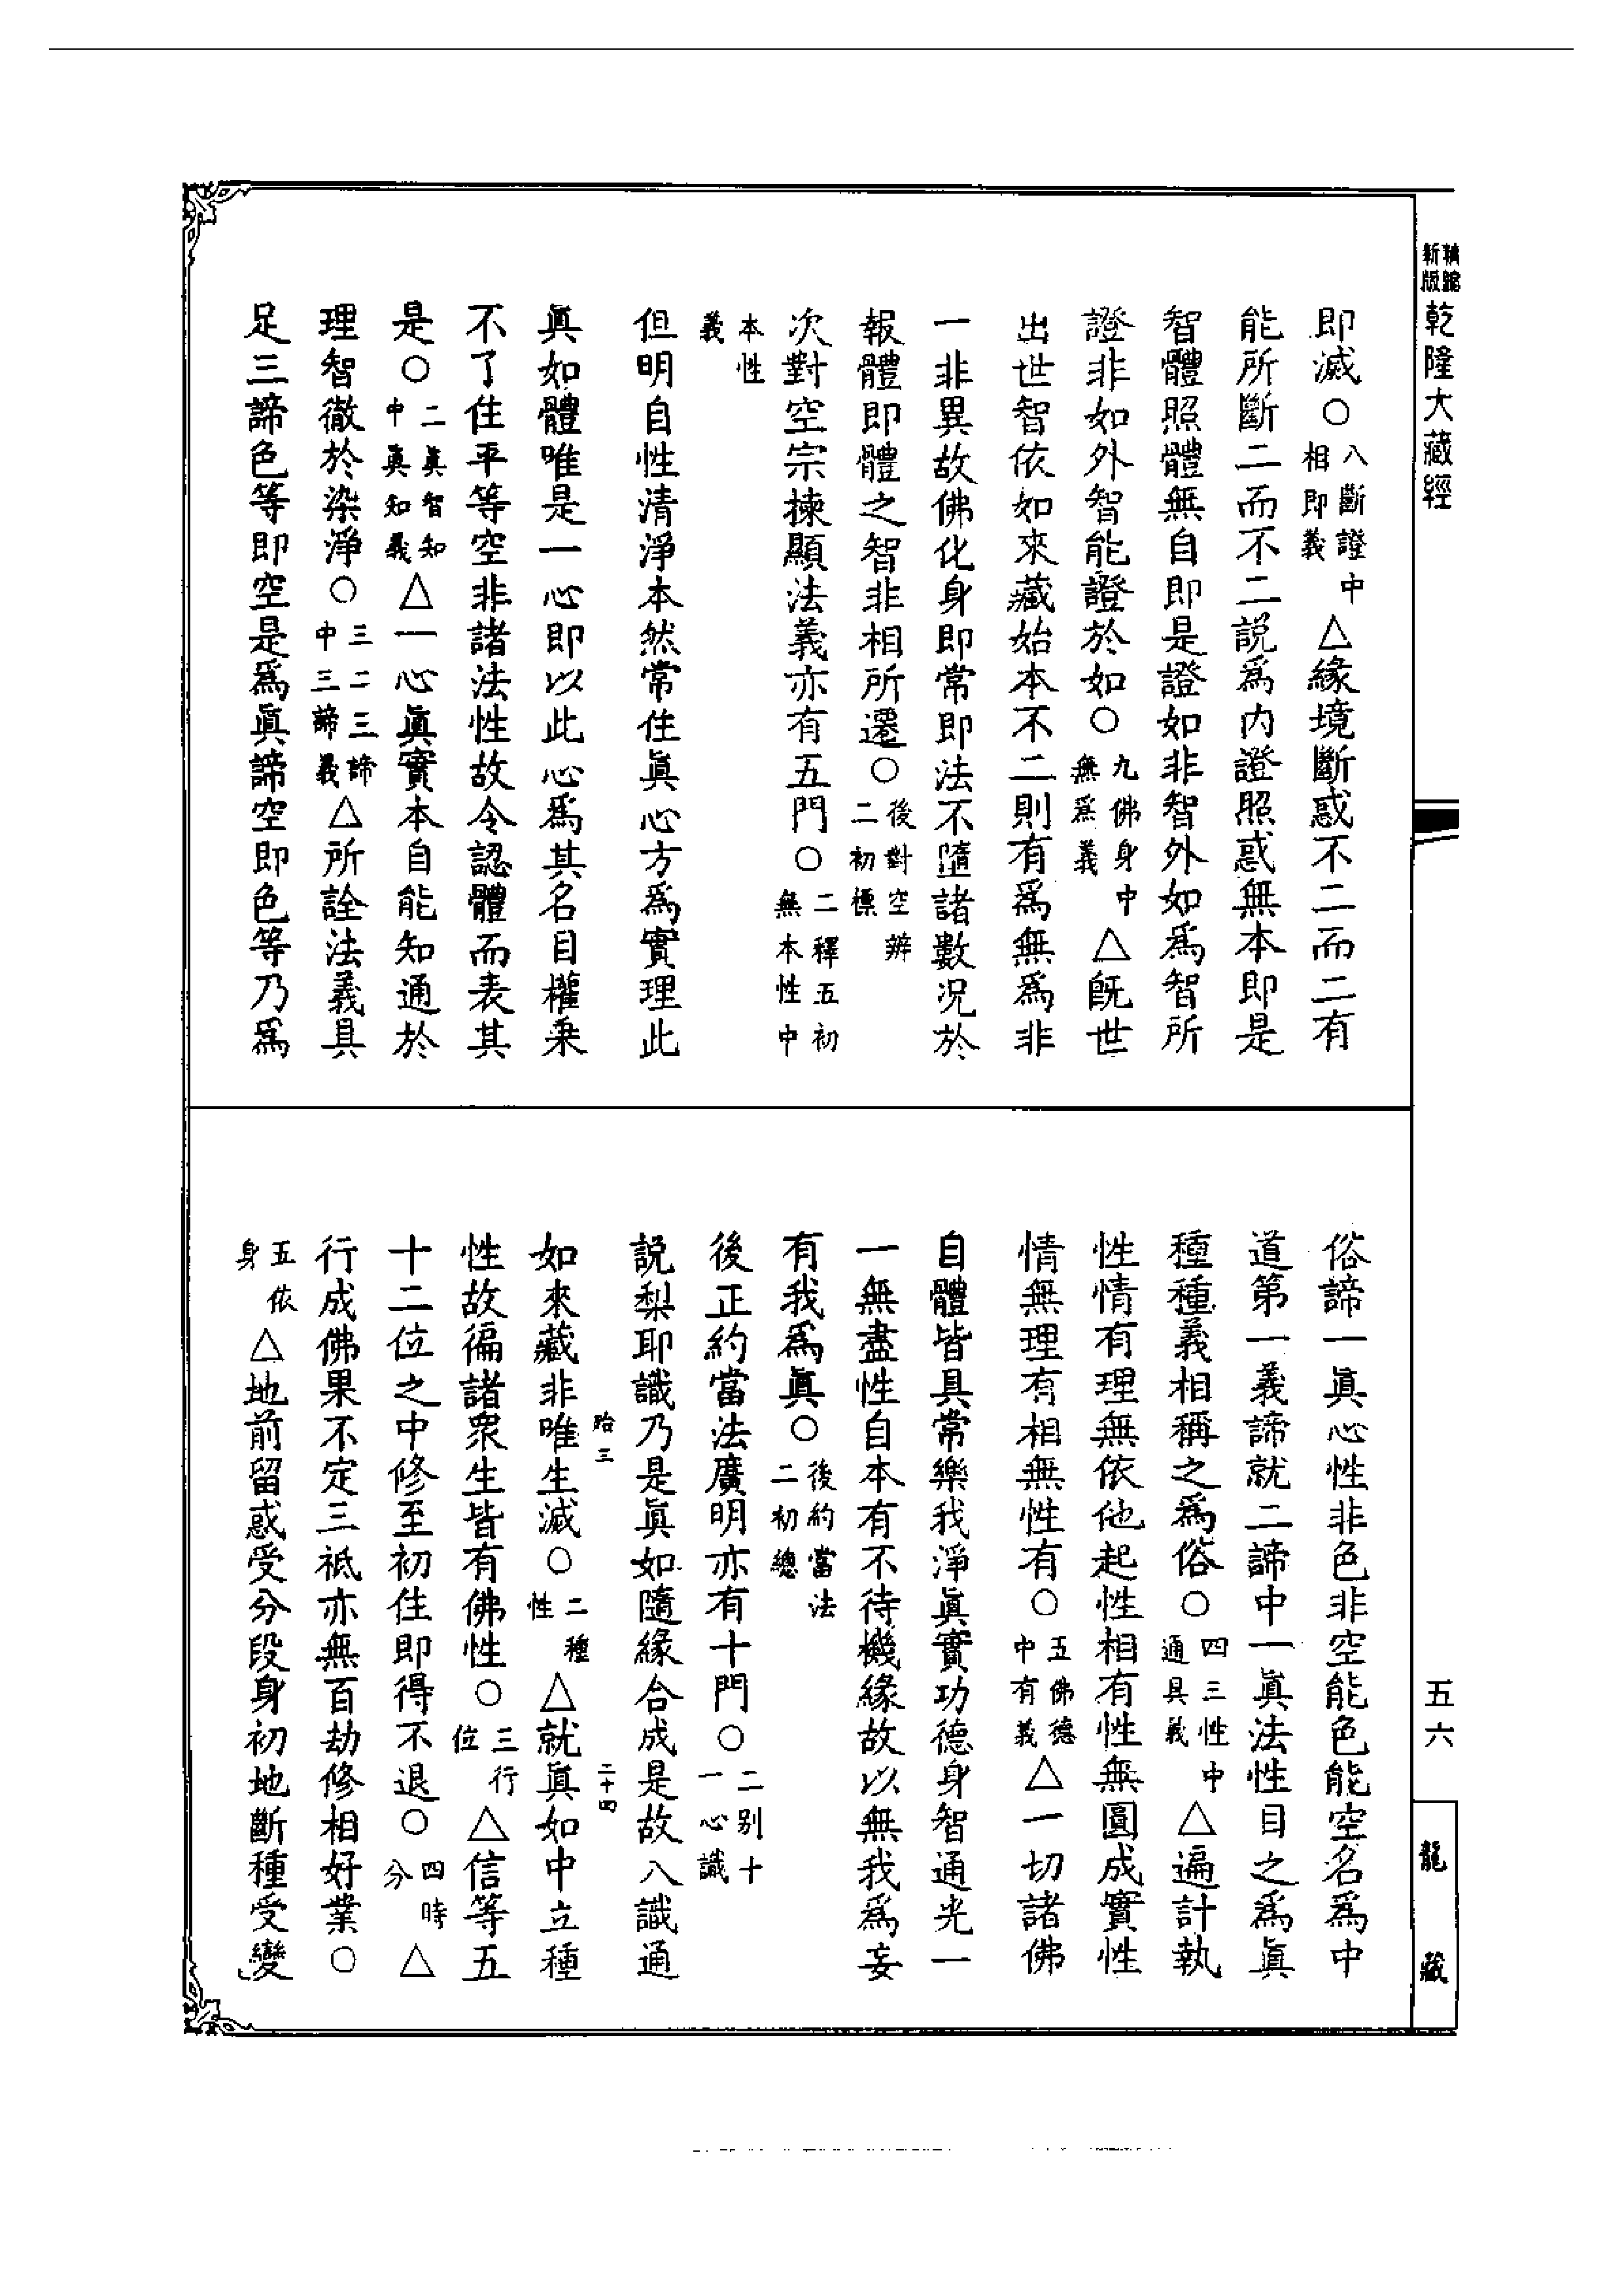 新版
乾隆大藏經
即滅○八斷證中相即義△緣境斷惑不二而二有
能所斷二而不二説爲内證照惑無本即是
智體照體無自即是證如非智外如爲智所
證非如外智能證於如○九佛身中無爲義△既世
出世智依如來藏始本不二則有爲無爲非
一非異故佛化身即常即法不墮諸數況於
報體即體之智非相所遷○後對空辨二初標
次對空宗揀顯法義亦有五門○二釋五初無本性中
本性義
但明自性清淨本然常住眞心方爲實理此
眞如體唯是一心即以此心爲其名目權乘
不了住平等空非諸法性故令認體而表其
是○二眞智知中眞知義△一心眞實本自能知通於
理智徹於染淨○三二三諦中三諦義△所詮法義具
足三諦色等即空是爲眞諦空即色等乃爲
俗諦一眞心性非色非空能色能空名爲中
道第一義諦就二諦中一眞法性目之爲眞
種種義相稱之爲俗○四三性中通具義△遍計執
性情有理無依他起性相有性無圓成實性
情無理有相無性有○五佛德中有義△一切諸佛
自體皆具常樂我淨眞實功德身智通光一
一無盡性自本有不待機緣故以無我爲妄
有我爲眞○後約當法二初總
後正約當法廣明亦有十門○二別十一心識
説梨耶識乃是眞如隨緣合成是故八識通
如來藏非唯生滅○二種性△就眞如中立種
性故徧諸衆生皆有佛性○三行位△信等五
十二位之中修至初住即得不退○四時分△
行成佛果不定三祇亦無百劫修相好業○
五依身△地前留惑受分段身初地斷種受變
三
二十四
五六
龍藏